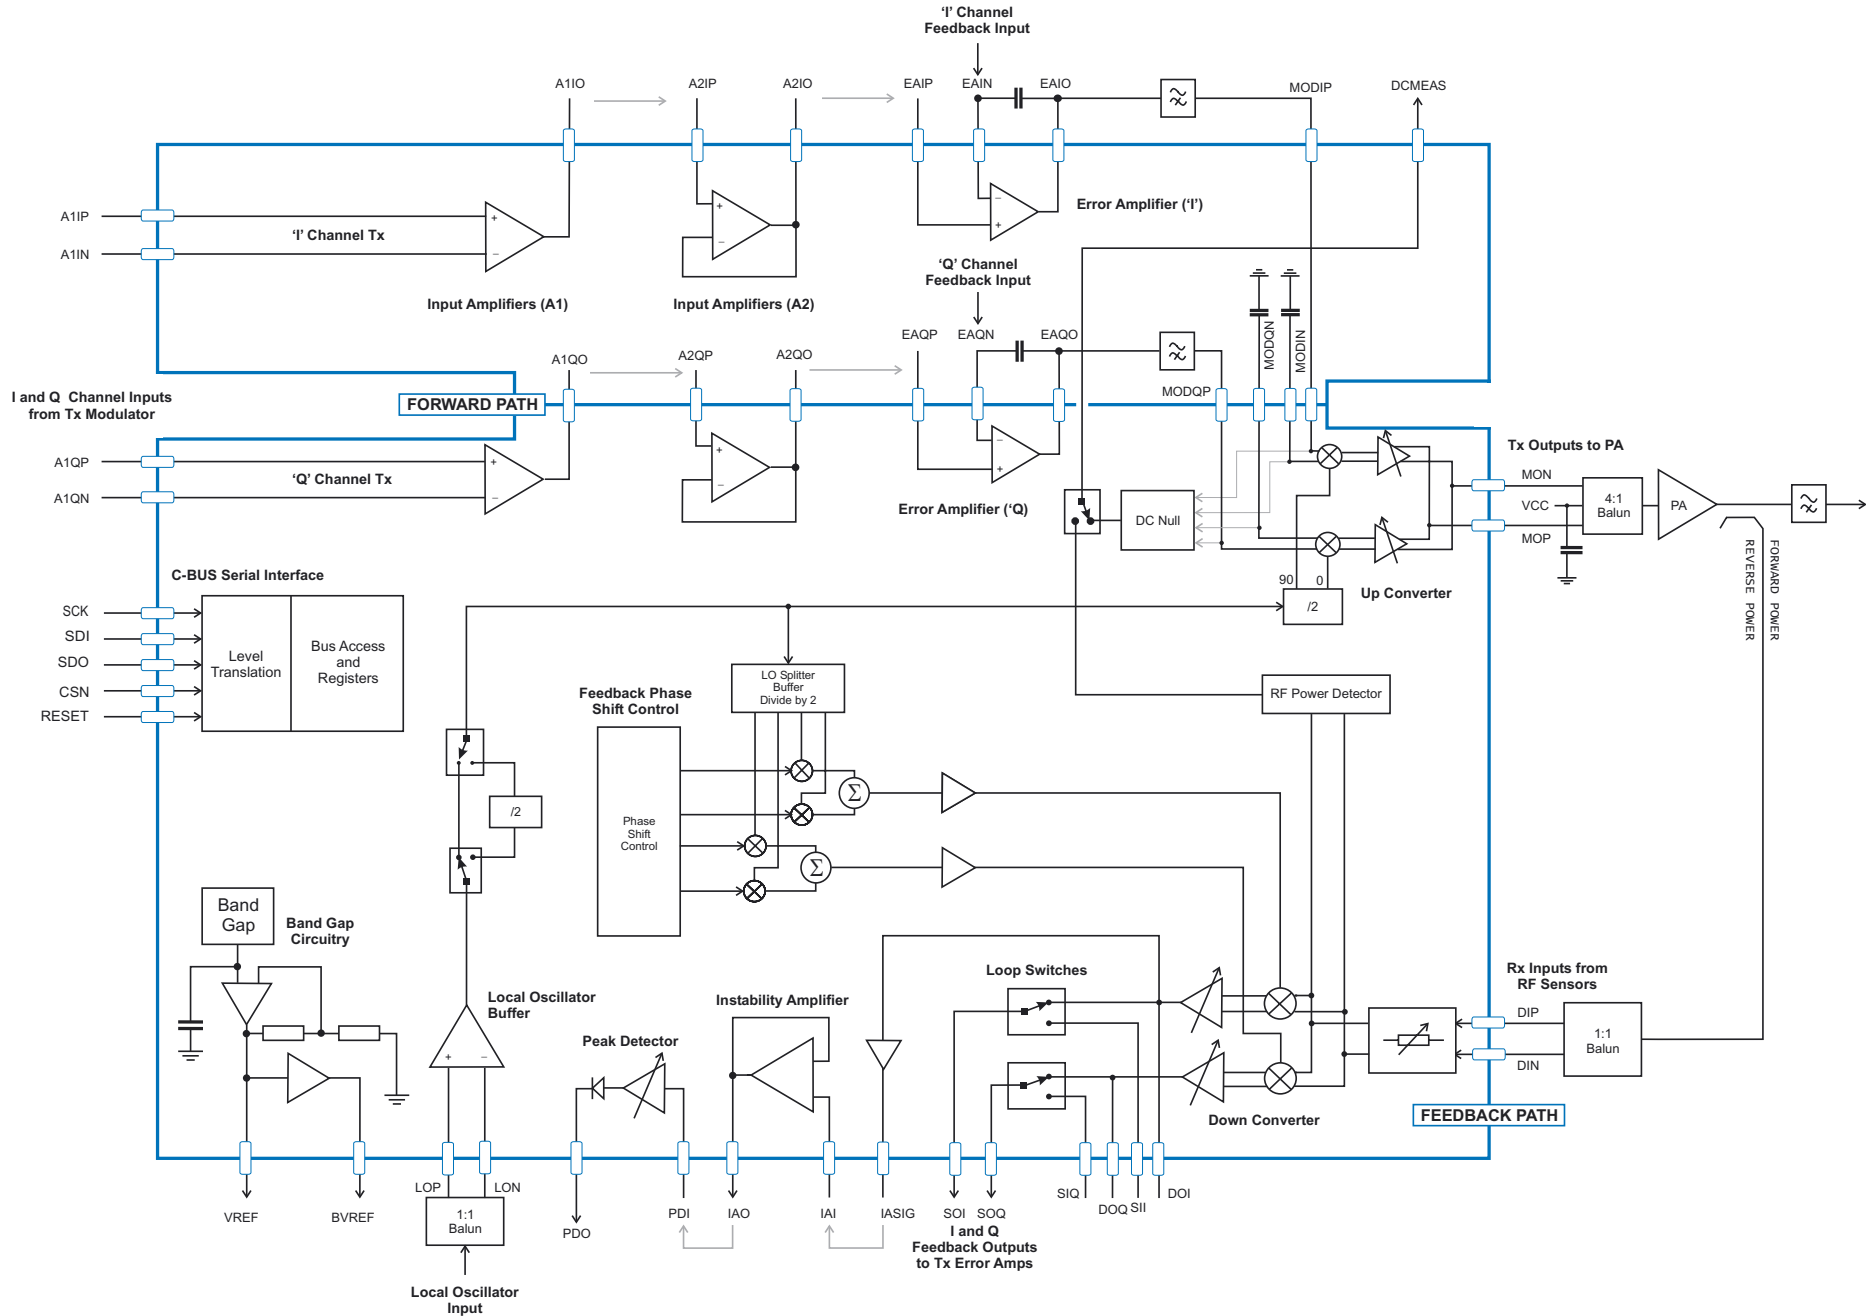 ‘I’ Channel
Feedback Input
A1IO
A2IP
A2IO
EAIP
EAIN
EAIO
MODIP
DCMEAS
A1IP
‘I’ Channel Tx
A1IN
+
−
+
−
−
+
Error Amplifier (‘I’)
Input Amplifiers (A1)
Input Amplifiers (A2)
‘Q’ Channel
Feedback Input
A1QO
A2QP
A2QO
EAQP
EAQN
EAQO
MODQP
MODQN
MODIN
I and Q Channel Inputs
from Tx Modulator
FORWARD PATH
A1QP
‘Q’ Channel Tx
A1QN
+
−
+
−
−
+
Error Amplifier (‘Q)
DC Null
Tx Outputs to PA
MON
VCC
MOP
4:1
Balun
PA
FORWARD POWER
REVERSE POWER
90
0
/2
Up Converter
C-BUS Serial Interface
SCK
SDI
SDO
CSN
RESET
Level
Translation
Bus Access
and
Registers
Feedback Phase
Shift Control
LO Splitter
Buffer
Divide by 2
RF Power Detector
/2
Phase
Shift
Control
Σ
Σ
Band
Gap
Band Gap
Circuitry
Local Oscillator
Buffer
+
−
Peak Detector
Instability Amplifier
Loop Switches
Down Converter
Rx Inputs from
RF Sensors
DIP
DIN
1:1
Balun
FEEDBACK PATH
VREF
BVREF
LOP
LON
1:1
Balun
Local Oscillator
Input
PDO
PDI
IAO
IAI
IASIG
SOI
SOQ
SIQ
DOQ
SII
DOI
I and Q
Feedback Outputs
to Tx Error Amps